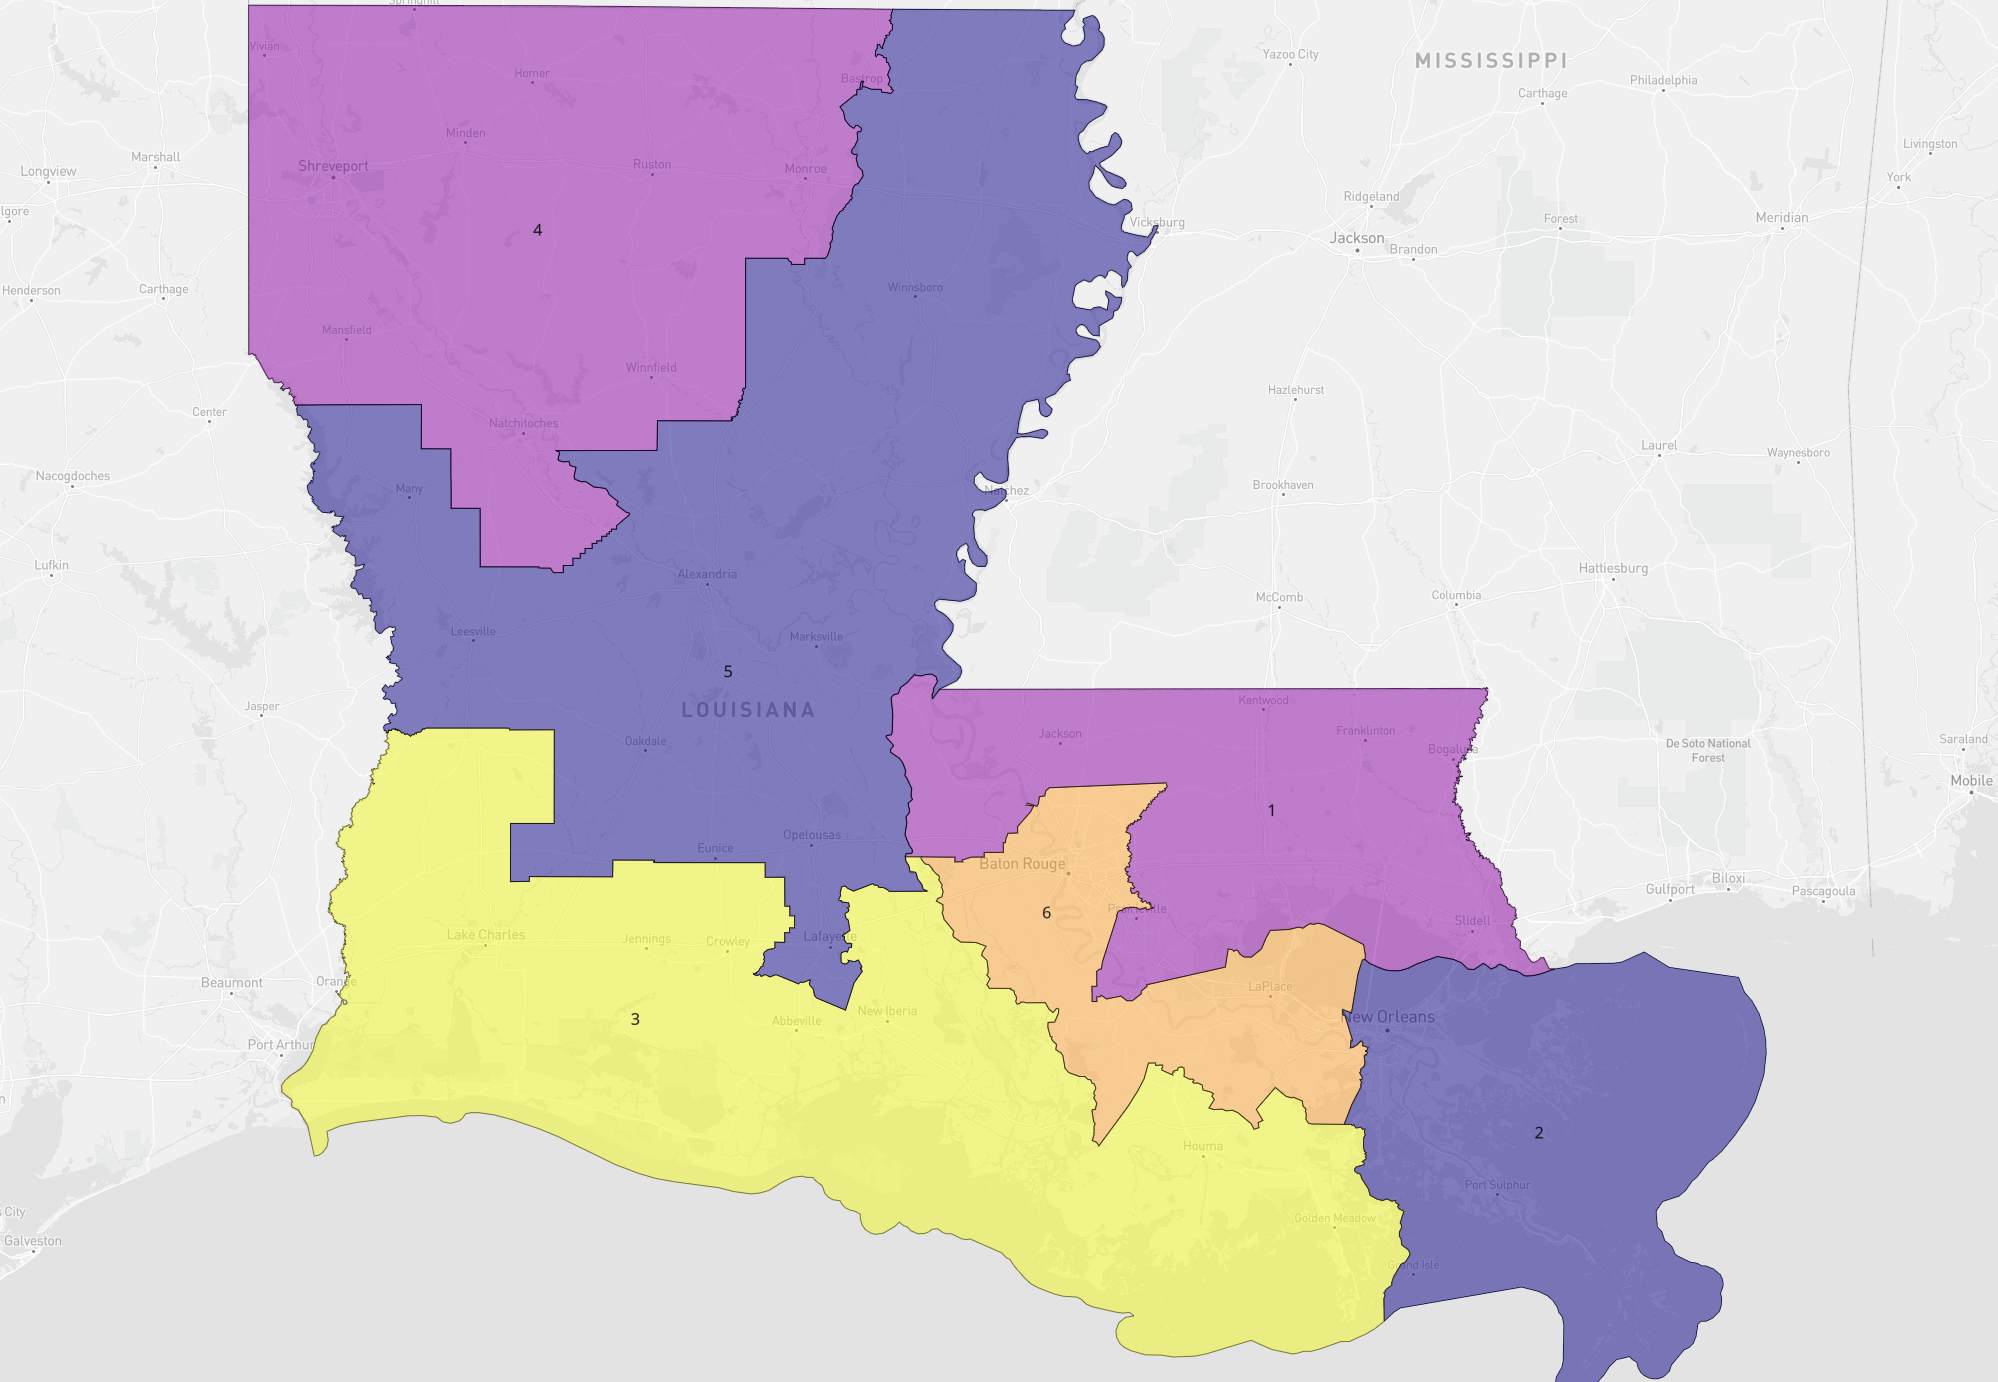 Springhill
Vivian
Homer
Bastrop
Yazoo City
MISSISSIPPI
Philadelphia
Carthage
Minden
Livingston
Marshall
Longview
Shreveport
Ruston
Monroe
York
Ridgeland
lgore
Forest
Meridian
Vicksburg
4
Jackson
Brandon
Henderson
Carthage
Winnsboro
Mansfield
Winnfield
Hazlehurst
Center
Natchitoches
Laurel
Waynesboro
Nacogdoches
Many
Brookhaven
Natchez
Lufkin
Alexandria
Hattiesburg
McComb
Columbia
Leesville
Marksville
5
Jasper
LOUISIANA
Kentwood
Oakdale
Jackson
Franklinton
Bogalusa
De Soto National
Forest
Saraland
Mobile
1
Opelousas
Eunice
Baton Rouge
Biloxi
Gulfport
Pascagoula
6
Prairieville
Slidell
Lake Charles
Jennings
Crowley
Lafayette
Beaumont
Orange
LaPlace
3
Abbeville
New Iberia
New Orleans
Port Arthur
2
Houma
Port Sulphur
s City
Golden Meadow
Galveston
Grand Isle